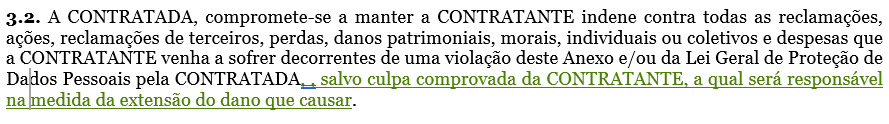 3.2. A CONTRATADA, compromete-se a manter a CONTRATANTE indene contra todas as reclamações,
ações, reclamações de terceiros, perdas, danos patrimoniais, morais, individuais ou coletivos e despesas que
a CONTRATANTE venha a sofrer decorrentes de uma violação deste Anexo e/ou da Lei Geral de Proteção de
Dados Pessoais pela CONTRATADA, , salvo culpa comprovada da CONTRATANTE, a qual será responsável
na medida da extensão do dano que causar.